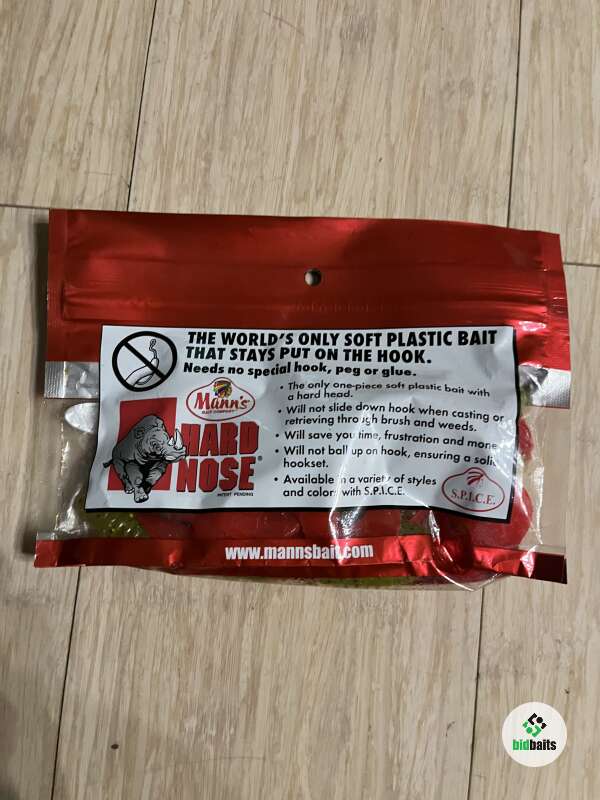 THE WORLD'S ONLY SOFT PLASTIC BAIT
THAT STAYS PUT ON THE HOOK.
Needs no special hook, peg or glue.
Mann's
BAIT COMPANY
HARD
NOSE®
PATENT PENDING
• The only one-piece soft plastic bait with
a hard head.
• Will not slide down hook when casting or
retrieving through brush and weeds.
• Will save you time, frustration and mone
• Will not ball up on hook, ensuring a soli
hookset.
• Available in a variety of styles
and colors with S.P.I.C.E.
S.P.I.C.E.
www.mannsbait.com
bidbaits